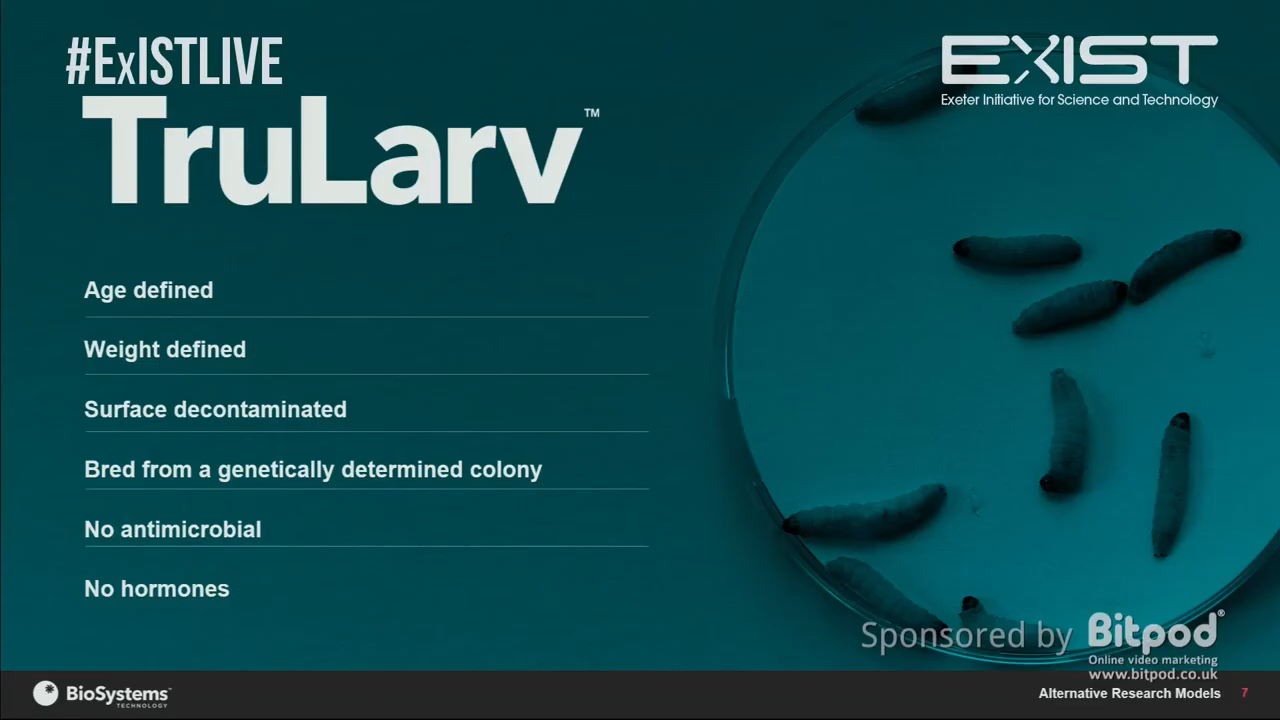 #ExISTLIVE
EXIST
Exeter Initiative for Science and Technology
TruLarv™
Age defined
Weight defined
Surface decontaminated
Bred from a genetically determined colony
No antimicrobial
No hormones
Sponsored by Bitpod®
Online video marketing
www.bitpod.co.uk
BioSystems™
TECHNOLOGY
Alternative Research Models 7